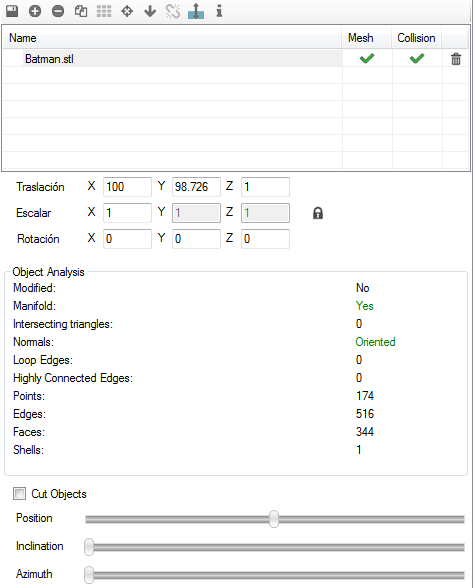 Name Mesh Collision
Batman.stl
Traslación X 100 Y 98.726 Z 1
Escalar X 1 Y 1 Z 1
Rotación X 0 Y 0 Z 0
Object Analysis
Modified: No
Manifold: Yes
Intersecting triangles: 0
Normals: Oriented
Loop Edges: 0
Highly Connected Edges: 0
Points: 174
Edges: 516
Faces: 344
Shells: 1
Cut Objects
Position
Inclination
Azimut